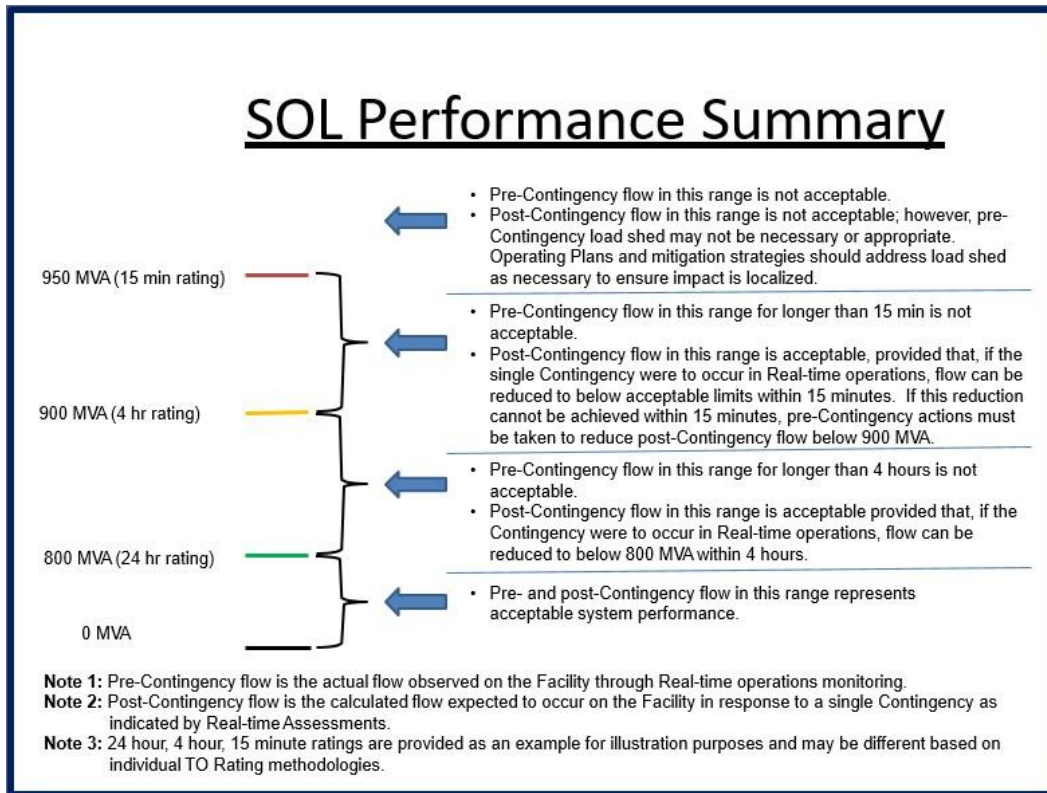 SOL Performance Summary
• Pre-Contingency flow in this range is not acceptable.
• Post-Contingency flow in this range is not acceptable; however, pre-
Contingency load shed may not be necessary or appropriate.
Operating Plans and mitigation strategies should address load shed
as necessary to ensure impact is localized.
950 MVA (15 min rating)
• Pre-Contingency flow in this range for longer than 15 min is not
acceptable.
• Post-Contingency flow in this range is acceptable, provided that, if the
single Contingency were to occur in Real-time operations, flow can be
reduced to below acceptable limits within 15 minutes. If this reduction
cannot be achieved within 15 minutes, pre-Contingency actions must
be taken to reduce post-Contingency flow below 900 MVA.
900 MVA (4 hr rating)
• Pre-Contingency flow in this range for longer than 4 hours is not
acceptable.
• Post-Contingency flow in this range is acceptable provided that, if the
Contingency were to occur in Real-time operations, flow can be
reduced to below 800 MVA within 4 hours.
800 MVA (24 hr rating)
• Pre- and post-Contingency flow in this range represents
acceptable system performance.
0 MVA
Note 1: Pre-Contingency flow is the actual flow observed on the Facility through Real-time operations monitoring.
Note 2: Post-Contingency flow is the calculated flow expected to occur on the Facility in response to a single Contingency as
indicated by Real-time Assessments.
Note 3: 24 hour, 4 hour, 15 minute ratings are provided as an example for illustration purposes and may be different based on
individual TO Rating methodologies.